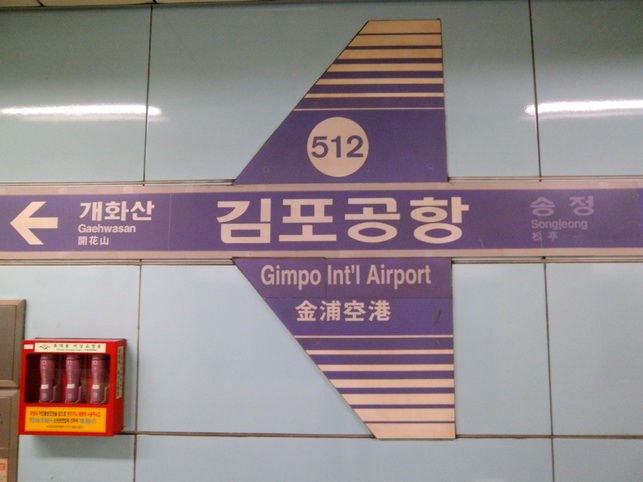 512
개화산
Gaehwasan
開花山
김포공항
송정
Songjeong
松亭
Gimpo Int'l Airport
金浦空港